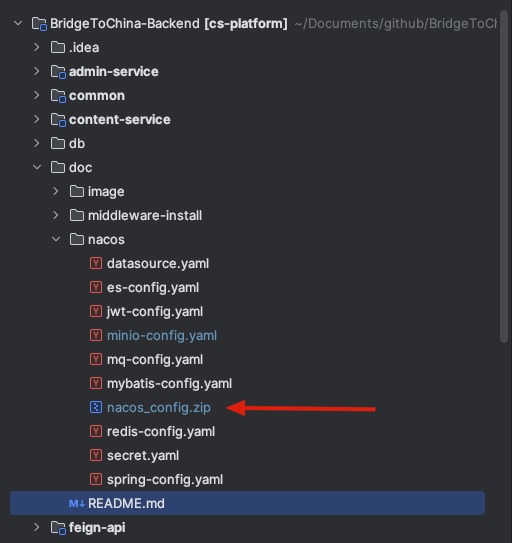 BridgeToChina-Backend [cs-platform] ~/Documents/github/BridgeToCh
.idea
admin-service
common
content-service
db
doc
image
middleware-install
nacos
Y datasource.yaml
Y es-config.yaml
Y jwt-config.yaml
Y minio-config.yaml
Y mq-config.yaml
Y mybatis-config.yaml
nacos_config.zip
Y redis-config.yaml
Y secret.yaml
Y spring-config.yaml
M↓ README.md
feign-api